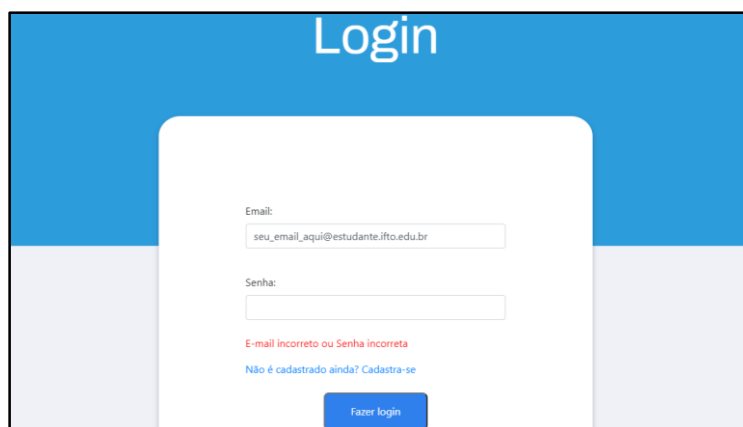 Login
Email:
seu_email_aqui@estudante.ifto.edu.br
Senha:
E-mail incorreto ou Senha incorreta
Não é cadastrado ainda? Cadastra-se
Fazer login